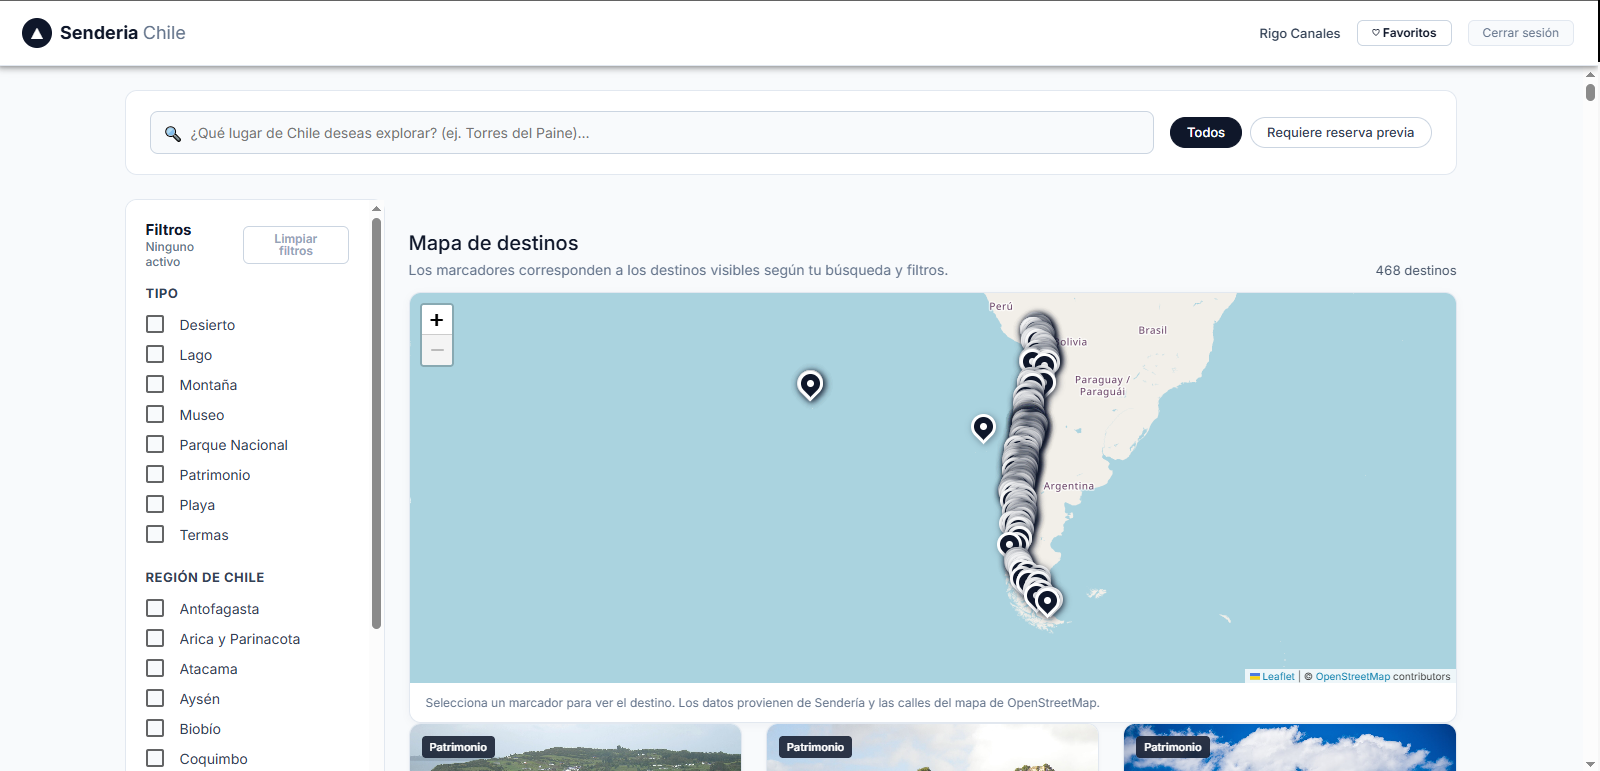 Senderia Chile
Rigo Canales
♡ Favoritos
Cerrar sesión
¿Qué lugar de Chile deseas explorar? (ej. Torres del Paine)...
Todos
Requiere reserva previa
Filtros
Ninguno
activo
Limpiar
filtros
TIPO
Desierto
Lago
Montaña
Museo
Parque Nacional
Patrimonio
Playa
Termas
REGIÓN DE CHILE
Antofagasta
Arica y Parinacota
Atacama
Aysén
Biobío
Coquimbo
Mapa de destinos
Los marcadores corresponden a los destinos visibles según tu búsqueda y filtros.
468 destinos
+
−
Perú
olivia
Brasil
Paraguay /
Paraguái
Argentina
Leaflet | © OpenStreetMap contributors
Selecciona un marcador para ver el destino. Los datos provienen de Sendería y las calles del mapa de OpenStreetMap.
Patrimonio
Patrimonio
Patrimonio